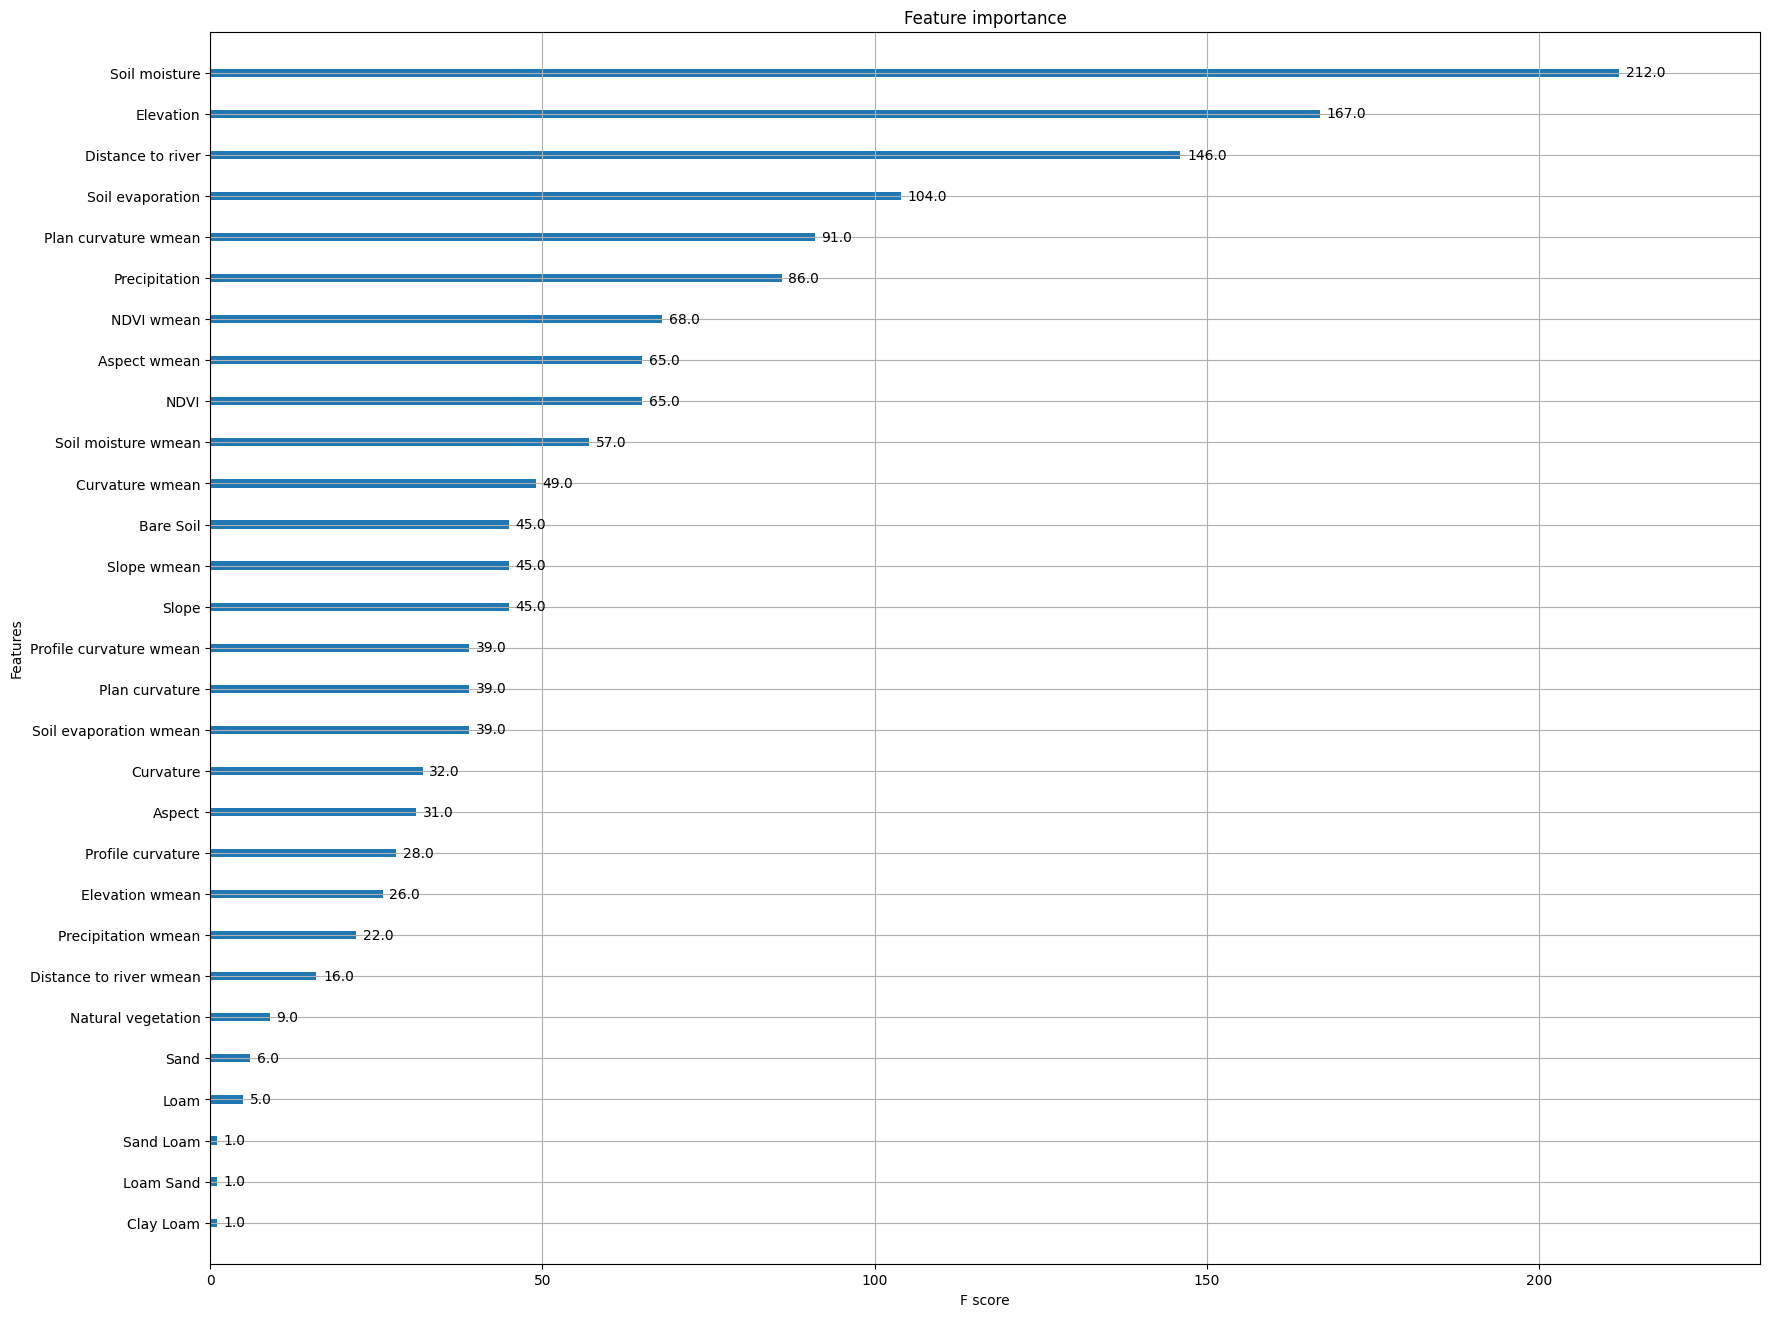 Feature importance
Features
Soil moisture 212.0
Elevation 167.0
Distance to river 146.0
Soil evaporation 104.0
Plan curvature wmean 91.0
Precipitation 86.0
NDVI wmean 68.0
Aspect wmean 65.0
NDVI 65.0
Soil moisture wmean 57.0
Curvature wmean 49.0
Bare Soil 45.0
Slope wmean 45.0
Slope 45.0
Profile curvature wmean 39.0
Plan curvature 39.0
Soil evaporation wmean 39.0
Curvature 32.0
Aspect 31.0
Profile curvature 28.0
Elevation wmean 26.0
Precipitation wmean 22.0
Distance to river wmean 16.0
Natural vegetation 9.0
Sand 6.0
Loam 5.0
Sand Loam 1.0
Loam Sand 1.0
Clay Loam 1.0
0 50 100 150 200
F score